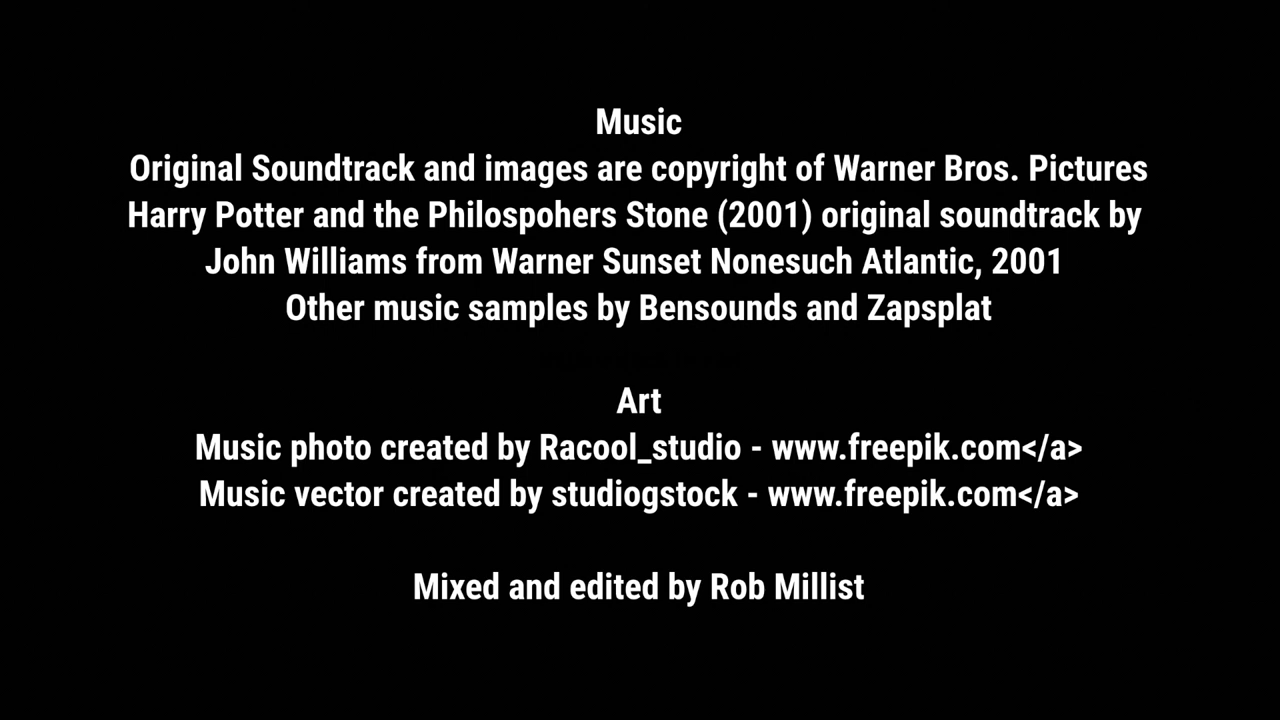 Music
Original Soundtrack and images are copyright of Warner Bros. Pictures
Harry Potter and the Philospohers Stone (2001) original soundtrack by
John Williams from Warner Sunset Nonesuch Atlantic, 2001
Other music samples by Bensounds and Zapsplat
Art
Music photo created by Racool_studio - www.freepik.com</a>
Music vector created by studiogstock - www.freepik.com</a>
Mixed and edited by Rob Millist